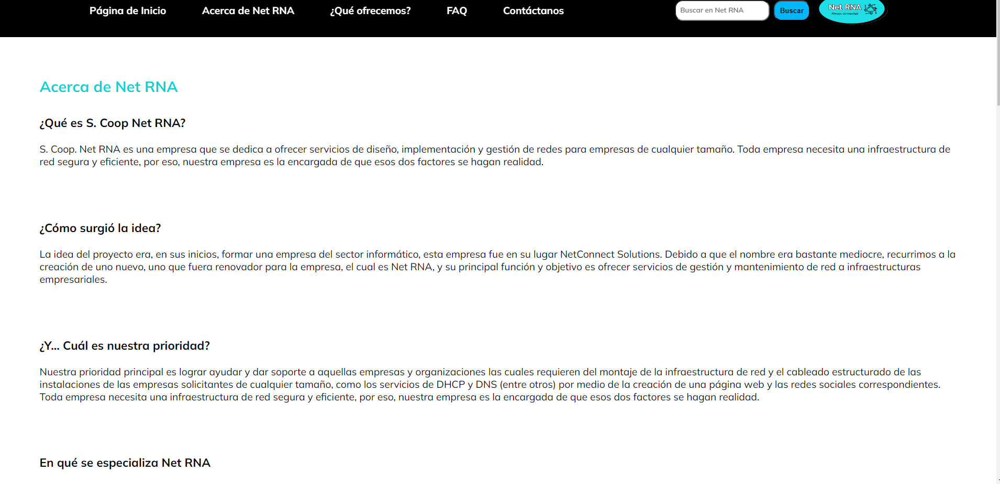 Página de Inicio
Acerca de Net RNA
¿Qué ofrecemos?
FAQ
Contáctanos
Buscar en Net RNA
Buscar
Net RNA
Always connected
Acerca de Net RNA
¿Qué es S. Coop Net RNA?
S. Coop. Net RNA es una empresa que se dedica a ofrecer servicios de diseño, implementación y gestión de redes para empresas de cualquier tamaño. Toda empresa necesita una infraestructura de
red segura y eficiente, por eso, nuestra empresa es la encargada de que esos dos factores se hagan realidad.
¿Cómo surgió la idea?
La idea del proyecto era, en sus inicios, formar una empresa del sector informático, esta empresa fue en su lugar NetConnect Solutions. Debido a que el nombre era bastante mediocre, recurrimos a la
creación de uno nuevo, uno que fuera renovador para la empresa, el cual es Net RNA, y su principal función y objetivo es ofrecer servicios de gestión y mantenimiento de red a infraestructuras
empresariales.
¿Y... Cuál es nuestra prioridad?
Nuestra prioridad principal es lograr ayudar y dar soporte a aquellas empresas y organizaciones las cuales requieren del montaje de la infraestructura de red y el cableado estructurado de las
instalaciones de las empresas solicitantes de cualquier tamaño, como los servicios de DHCP y DNS (entre otros) por medio de la creación de una página web y las redes sociales correspondientes.
Toda empresa necesita una infraestructura de red segura y eficiente, por eso, nuestra empresa es la encargada de que esos dos factores se hagan realidad.
En qué se especializa Net RNA